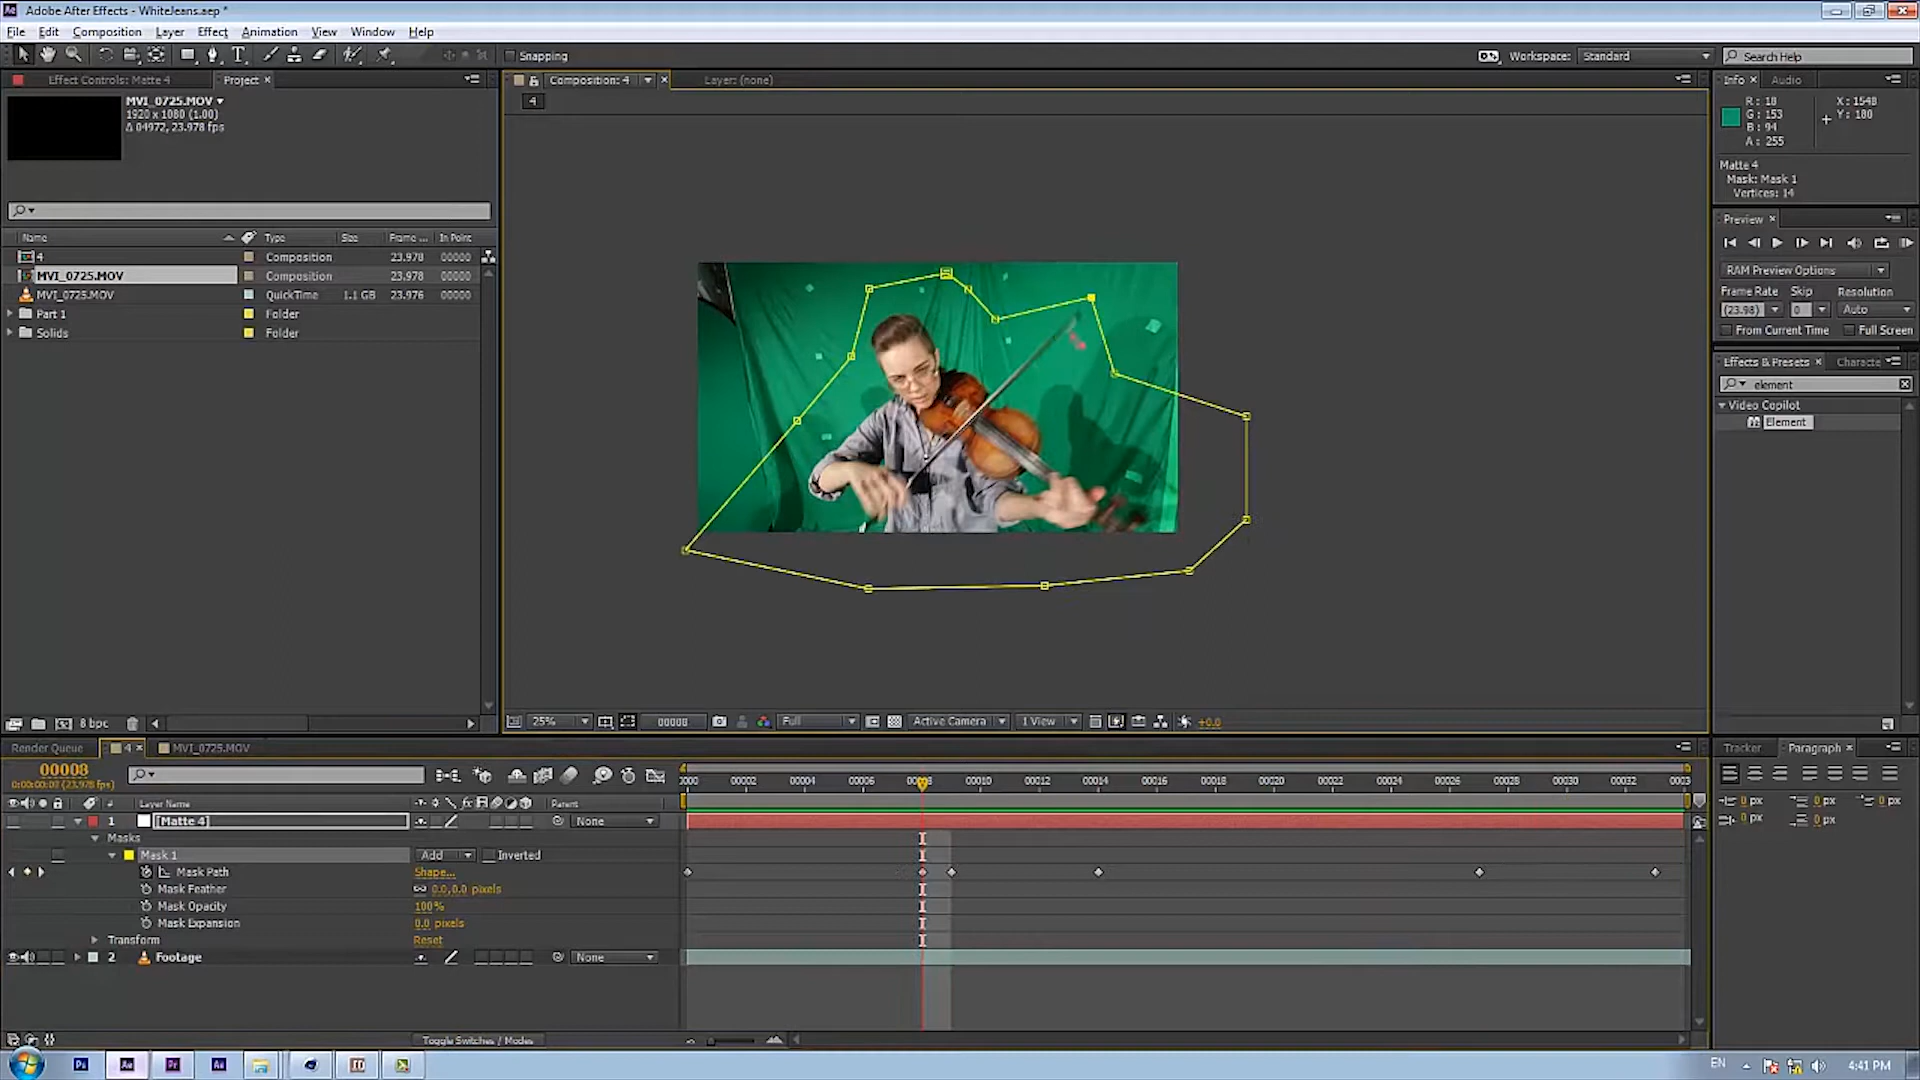 Adobe After Effects - WhiteJeans.aep *
File Edit Composition Layer Effect Animation View Window Help
Snapping
Workspace: Standard
Search Help
Effect Controls: Matte 4
Project
Composition: 4
Layer: (none)
Info
Audio
MVI_0725.MOV
1920 x 1080 (1.00)
Δ 04972, 23.978 fps
4
R: 18
G: 153
B: 94
A: 255
X: 1548
Y: 180
Matte 4
Mask: Mask 1
Vertices: 14
Preview
RAM Preview Options
Frame Rate Skip Resolution
(23.98) 0 Auto
From Current Time Full Screen
Effects & Presets
Characte
element
Video Copilot
Element
Name Type Size Frame ... In Point
4 Composition 23.978 00000
MVI_0725.MOV Composition 23.978 00000
MVI_0725.MOV QuickTime 1.1 GB 23.976 00000
Part 1 Folder
Solids Folder
8 bpc
25% 00008 Full Active Camera 1 View +0.0
Render Queue
4
MVI_0725.MOV
Tracker
Paragraph
00008
0:00:00:07 (23.978 fps)
0000 00002 00004 00006 00008 00010 00012 00014 00016 00018 00020 00022 00024 00026 00028 00030 00032 0003
# Layer Name Parent
1 [Matte 4] None
Masks
Mask 1 Add Inverted
Mask Path Shape...
Mask Feather 0.0,0.0 pixels
Mask Opacity 100%
Mask Expansion 0.0 pixels
Transform Reset
2 Footage None
0 px 0 px 0 px
0 px 0 px
Toggle Switches / Modes
EN 4:41 PM